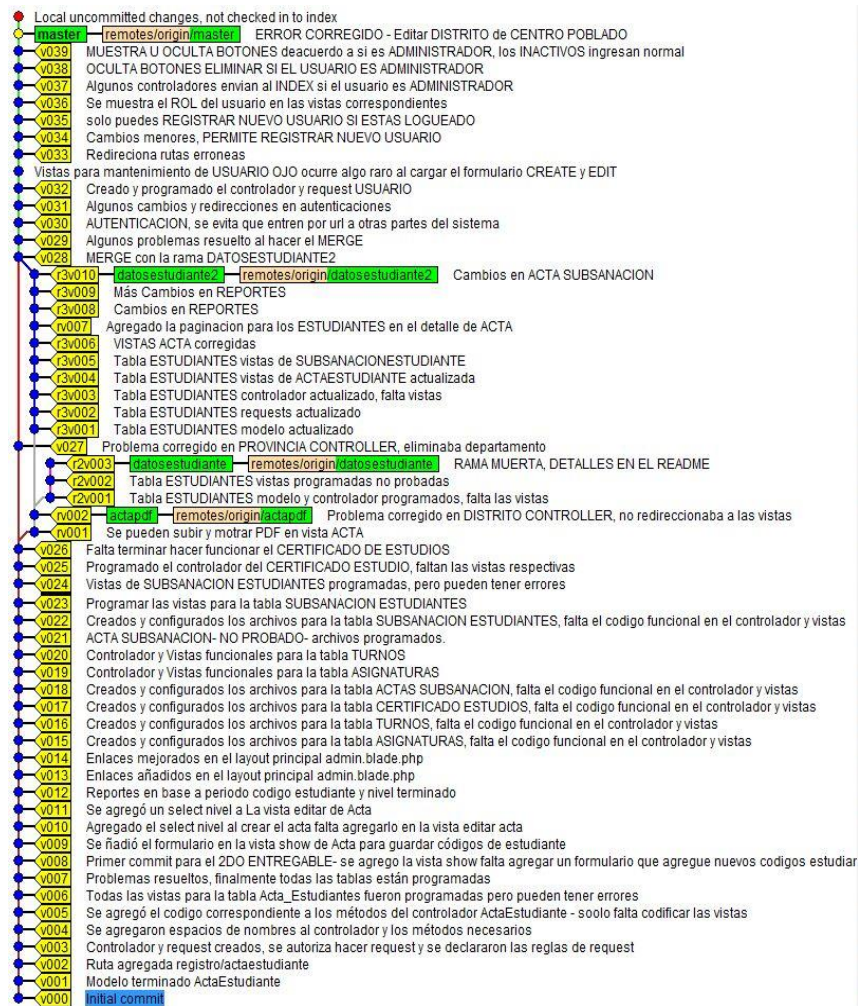 Local uncommitted changes, not checked in to index
master remotes/origin/master ERROR CORREGIDO - Editar DISTRITO de CENTRO POBLADO
v039 MUESTRA U OCULTA BOTONES deacuerdo a si es ADMINISTRADOR, los INACTIVOS ingresan normal
v038 OCULTA BOTONES ELIMINAR SI EL USUARIO ES ADMINISTRADOR
v037 Algunos controladores envian al INDEX si el usuario es ADMINISTRADOR
v036 Se muestra el ROL del usuario en las vistas correspondientes
v035 solo puedes REGISTRAR NUEVO USUARIO SI ESTAS LOGUEADO
v034 Cambios menores, PERMITE REGISTRAR NUEVO USUARIO
v033 Redireciona rutas erroneas
Vistas para mantenimiento de USUARIO OJO ocurre algo raro al cargar el formulario CREATE y EDIT
v032 Creado y programado el controlador y request USUARIO
v031 Algunos cambios y redirecciones en autenticaciones
v030 AUTENTICACION, se evita que entren por url a otras partes del sistema
v029 Algunos problemas resuelto al hacer el MERGE
v028 MERGE con la rama DATOSESTUDIANTE2
r3v010 datosestudiante2 remotes/origin/datosestudiante2 Cambios en ACTA SUBSANACION
r3v009 Más Cambios en REPORTES
r3v008 Cambios en REPORTES
rv007 Agregado la paginacion para los ESTUDIANTES en el detalle de ACTA
r3v006 VISTAS ACTA corregidas
r3v005 Tabla ESTUDIANTES vistas de SUBSANACIONESTUDIANTE
r3v004 Tabla ESTUDIANTES vistas de ACTAESTUDIANTE actualizada
r3v003 Tabla ESTUDIANTES controlador actualizado, falta vistas
r3v002 Tabla ESTUDIANTES requests actualizado
r3v001 Tabla ESTUDIANTES modelo actualizado
v027 Problema corregido en PROVINCIA CONTROLLER, eliminaba departamento
r2v003 datosestudiante remotes/origin/datosestudiante RAMA MUERTA, DETALLES EN EL README
r2v002 Tabla ESTUDIANTES vistas programadas no probadas
r2v001 Tabla ESTUDIANTES modelo y controlador programados, falta las vistas
rv002 actapdf remotes/origin/actapdf Problema corregido en DISTRITO CONTROLLER, no redireccionaba a las vistas
rv001 Se pueden subir y motrar PDF en vista ACTA
v026 Falta terminar hacer funcionar el CERTIFICADO DE ESTUDIOS
v025 Programado el controlador del CERTIFICADO ESTUDIO, faltan las vistas respectivas
v024 Vistas de SUBSANACION ESTUDIANTES programadas, pero pueden tener errores
v023 Programar las vistas para la tabla SUBSANACION ESTUDIANTES
v022 Creados y configurados los archivos para la tabla SUBSANACION ESTUDIANTES, falta el codigo funcional en el controlador y vistas
v021 ACTA SUBSANACION- NO PROBADO- archivos programados.
v020 Controlador y Vistas funcionales para la tabla TURNOS
v019 Controlador y Vistas funcionales para la tabla ASIGNATURAS
v018 Creados y configurados los archivos para la tabla ACTAS SUBSANACION, falta el codigo funcional en el controlador y vistas
v017 Creados y configurados los archivos para la tabla CERTIFICADO ESTUDIOS, falta el codigo funcional en el controlador y vistas
v016 Creados y configurados los archivos para la tabla TURNOS, falta el codigo funcional en el controlador y vistas
v015 Creados y configurados los archivos para la tabla ASIGNATURAS, falta el codigo funcional en el controlador y vistas
v014 Enlaces mejorados en el layout principal admin.blade.php
v013 Enlaces añadidos en el layout principal admin.blade.php
v012 Reportes en base a periodo codigo estudiante y nivel terminado
v011 Se agregó un select nivel a La vista editar de Acta
v010 Agregado el select nivel al crear el acta falta agregarlo en la vista editar acta
v009 Se ñadió el formulario en la vista show de Acta para guardar códigos de estudiante
v008 Primer commit para el 2DO ENTREGABLE- se agrego la vista show falta agregar un formulario que agregue nuevos codigos estudiar
v007 Problemas resueltos, finalmente todas las tablas están programadas
v006 Todas las vistas para la tabla Acta_Estudiantes fueron programadas pero pueden tener errores
v005 Se agregó el codigo correspondiente a los métodos del controlador ActaEstudiante - soolo falta codificar las vistas
v004 Se agregaron espacios de nombres al controlador y los métodos necesarios
v003 Controlador y request creados, se autoriza hacer request y se declararon las reglas de request
v002 Ruta agregada registro/actaestudiante
v001 Modelo terminado ActaEstudiante
v000 Initial commit